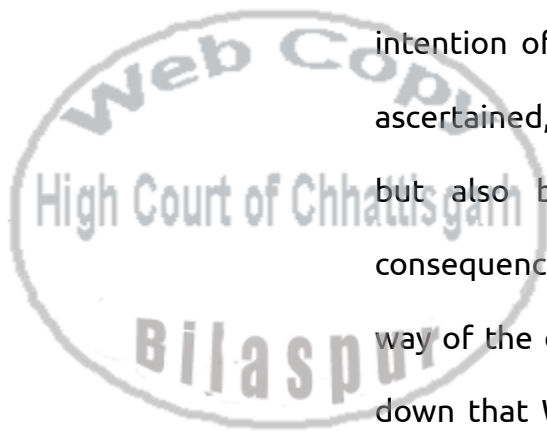 Web Copy
intention of
ascertained,
High Court of Chhattisgarh
but also b
consequenc
Bilaspur
way of the
down that